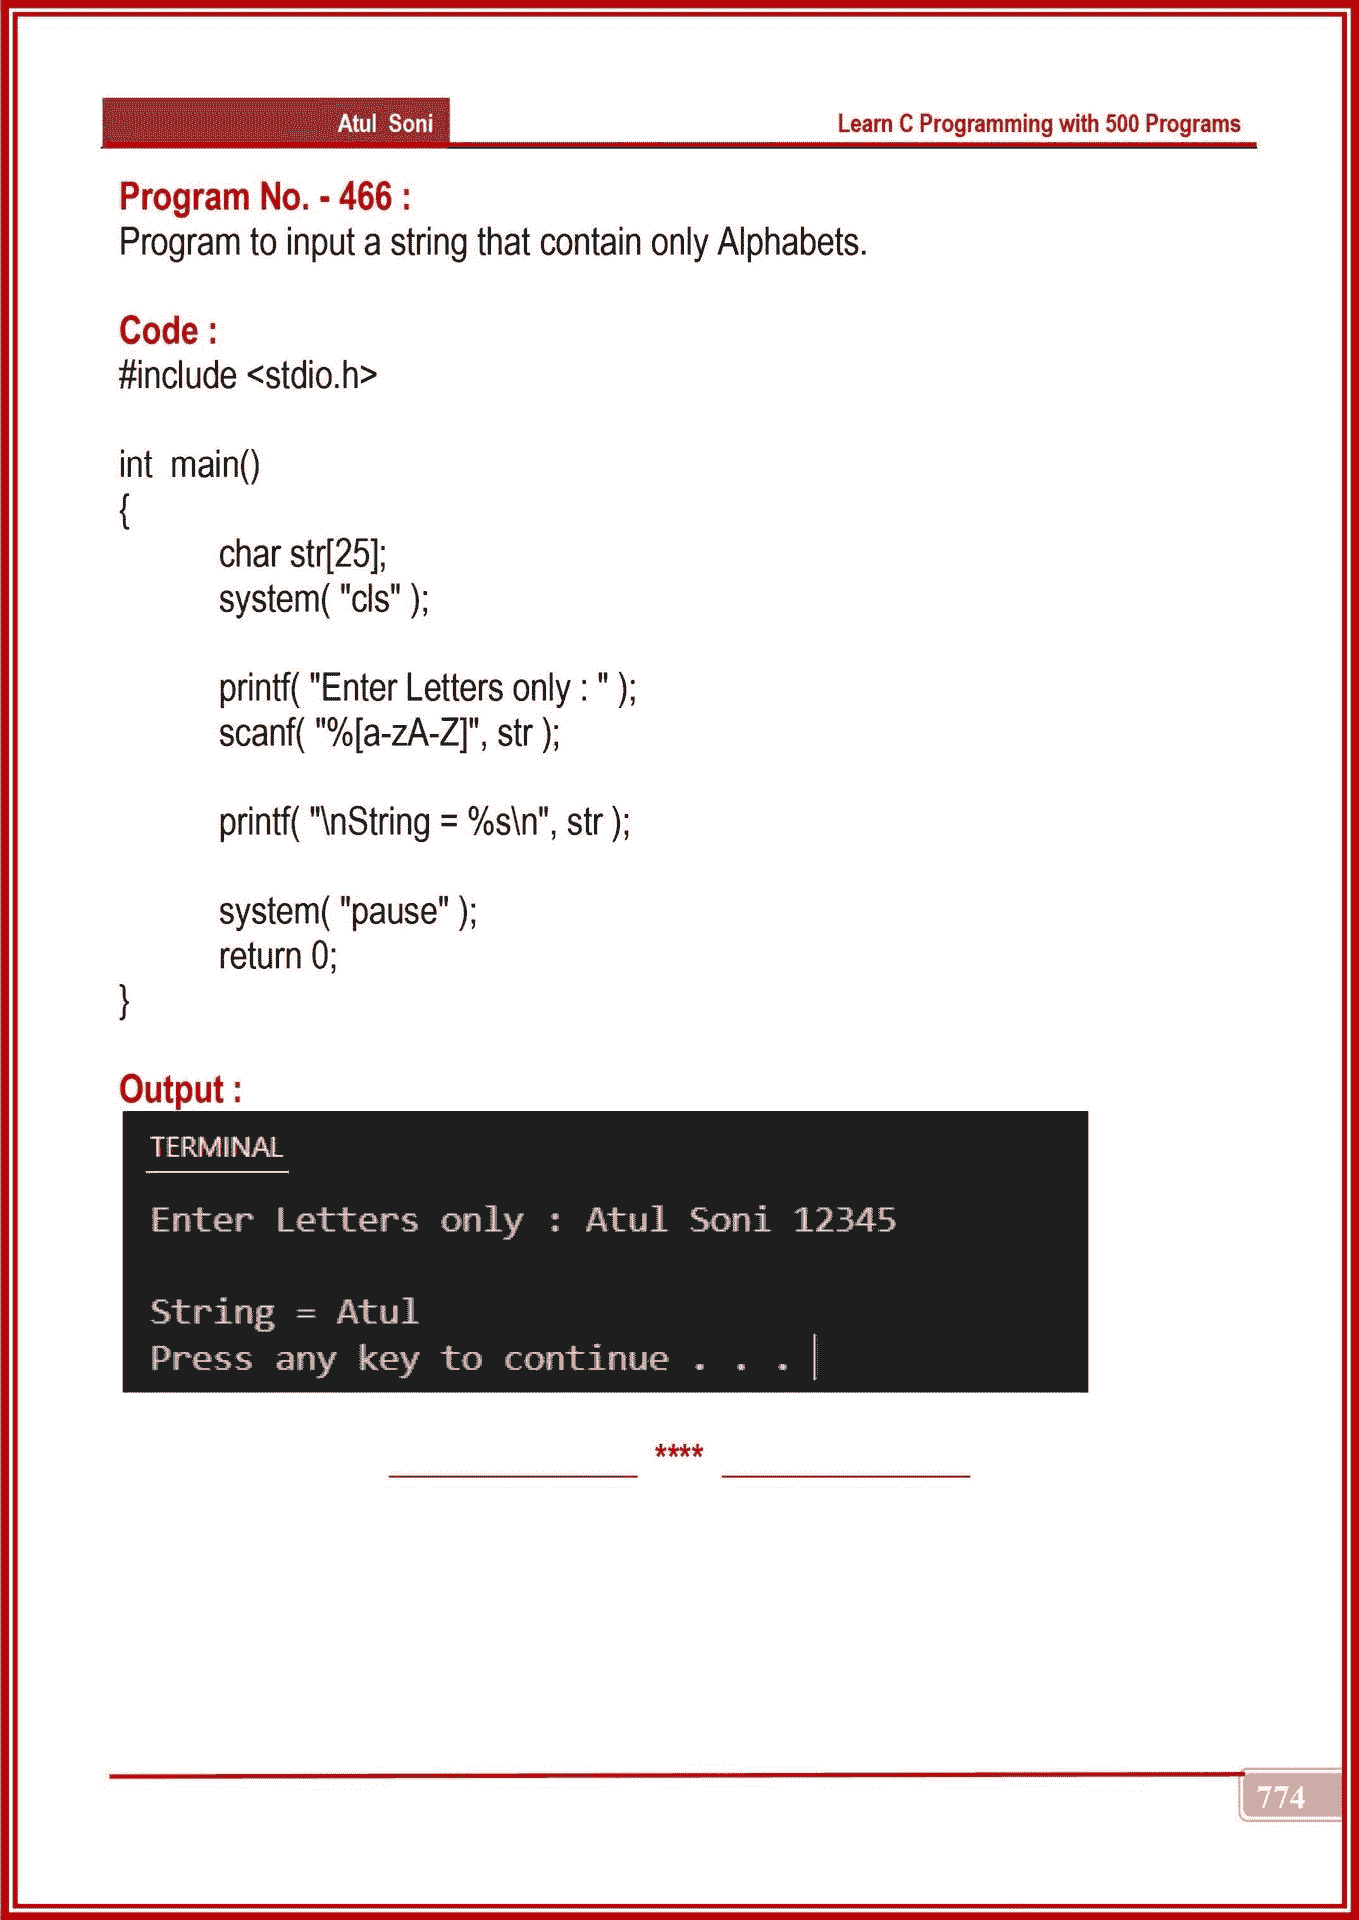 Atul  Soni
Learn C Programming with 500 Programs
Program No. - 466 :
Program to input a string that contain only Alphabets.
Code :
#include <stdio.h>
int  main()
{
char str[25];
system( "cls" );
printf( "Enter Letters only : " );
scanf( "%[a-zA-Z]", str );
printf( "\nString = %s\n", str );
system( "pause" );
return 0;
}
Output :
TERMINAL
Enter Letters only : Atul Soni 12345
String = Atul
Press any key to continue . . .
****
774